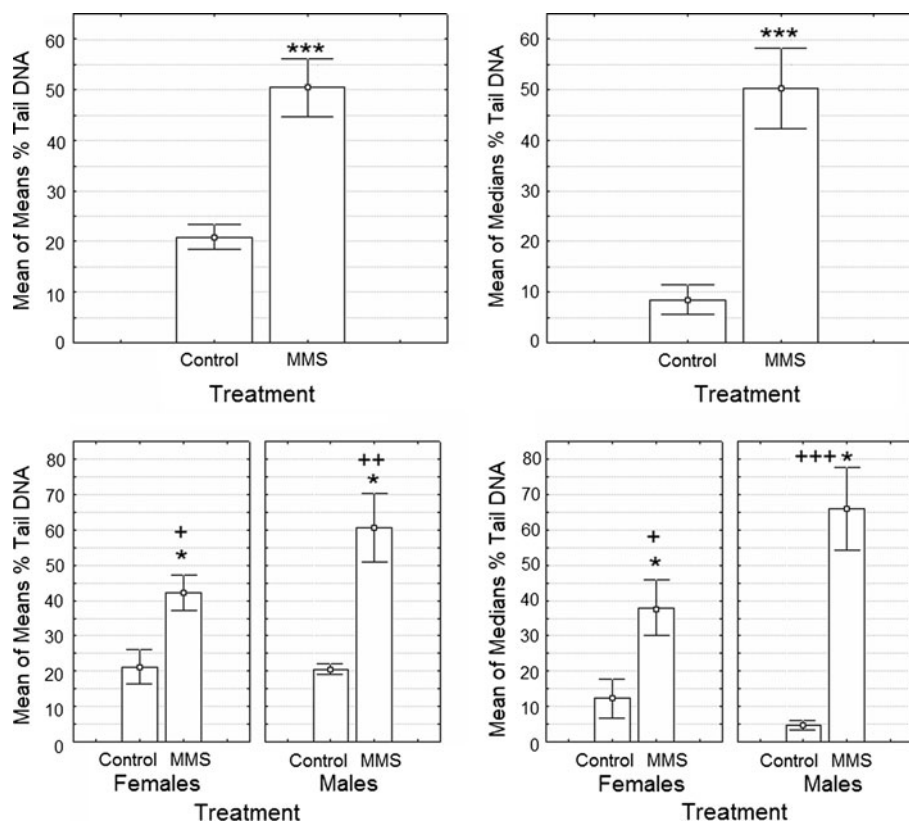 Mean of Means % Tail DNA
60
50
40
30
20
10
0
***
Control MMS
Treatment
Mean of Medians % Tail DNA
60
50
40
30
20
10
0
***
Control MMS
Treatment
Mean of Means % Tail DNA
80
70
60
50
40
30
20
10
0
+
*
++
*
Control MMS Control MMS
Females Males
Treatment
Mean of Medians % Tail DNA
80
70
60
50
40
30
20
10
0
+
*
+++ *
Control MMS Control MMS
Females Males
Treatment